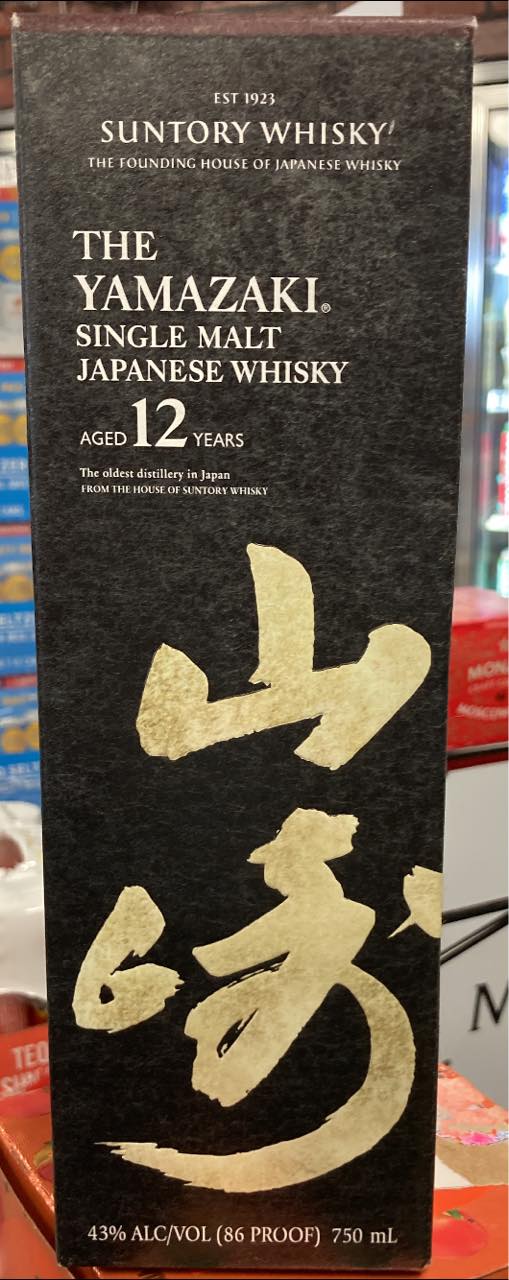 EST 1923
SUNTORY WHISKY
THE FOUNDING HOUSE OF JAPANESE WHISKY
THE
YAMAZAKI®
SINGLE MALT
JAPANESE WHISKY
AGED 12 YEARS
The oldest distillery in Japan
FROM THE HOUSE OF SUNTORY WHISKY
山
崎
43% ALC/VOL (86 PROOF) 750 mL